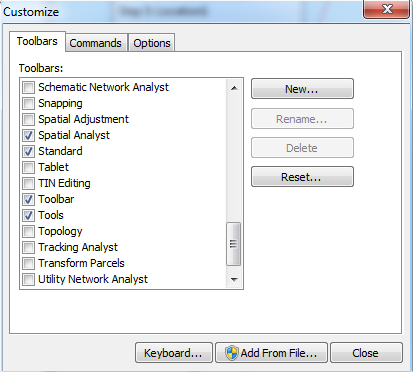 Customize
Toolbars Commands Options
Toolbars:
Schematic Network Analyst
Snapping
Spatial Adjustment
Spatial Analyst
Standard
Tablet
TIN Editing
Toolbar
Tools
Topology
Tracking Analyst
Transform Parcels
Utility Network Analyst
New...
Rename...
Delete
Reset...
Keyboard... Add From File... Close